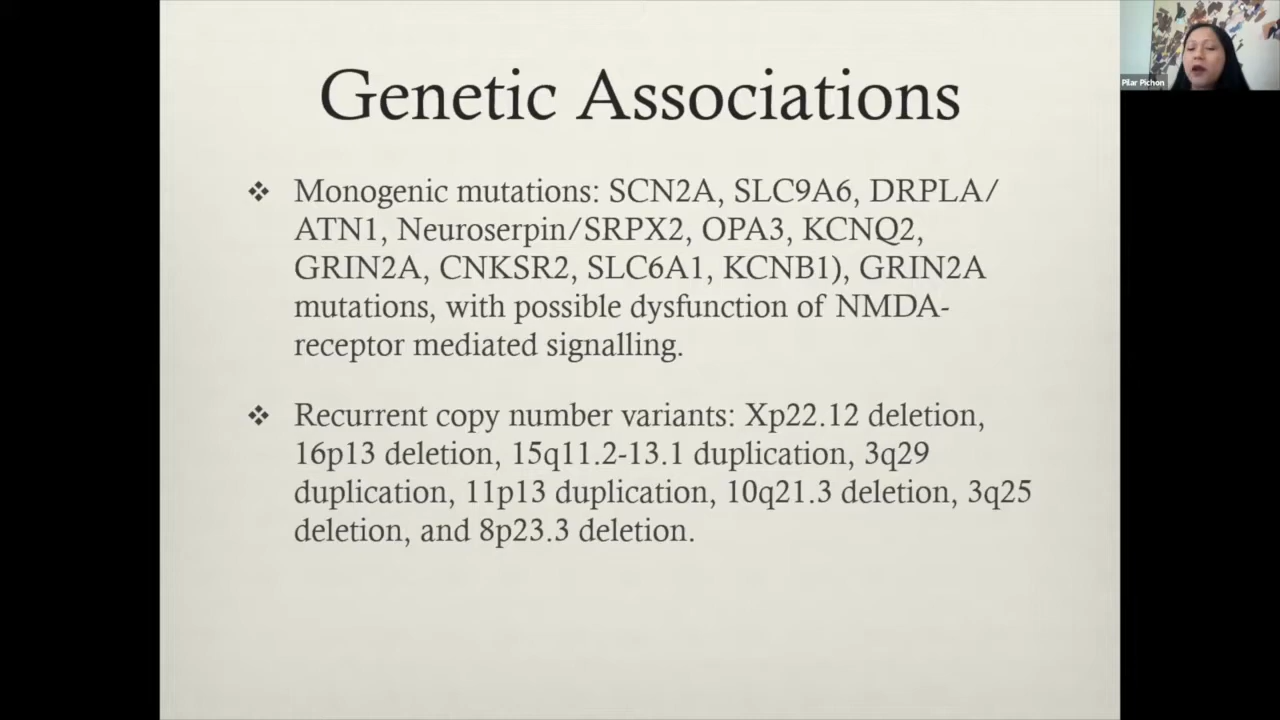 Genetic Associations
Pilar Pichon
❖ Monogenic mutations: SCN2A, SLC9A6, DRPLA/
ATN1, Neuroserpin/SRPX2, OPA3, KCNQ2,
GRIN2A, CNKSR2, SLC6A1, KCNB1), GRIN2A
mutations, with possible dysfunction of NMDA-
receptor mediated signalling.
❖ Recurrent copy number variants: Xp22.12 deletion,
16p13 deletion, 15q11.2-13.1 duplication, 3q29
duplication, 11p13 duplication, 10q21.3 deletion, 3q25
deletion, and 8p23.3 deletion.